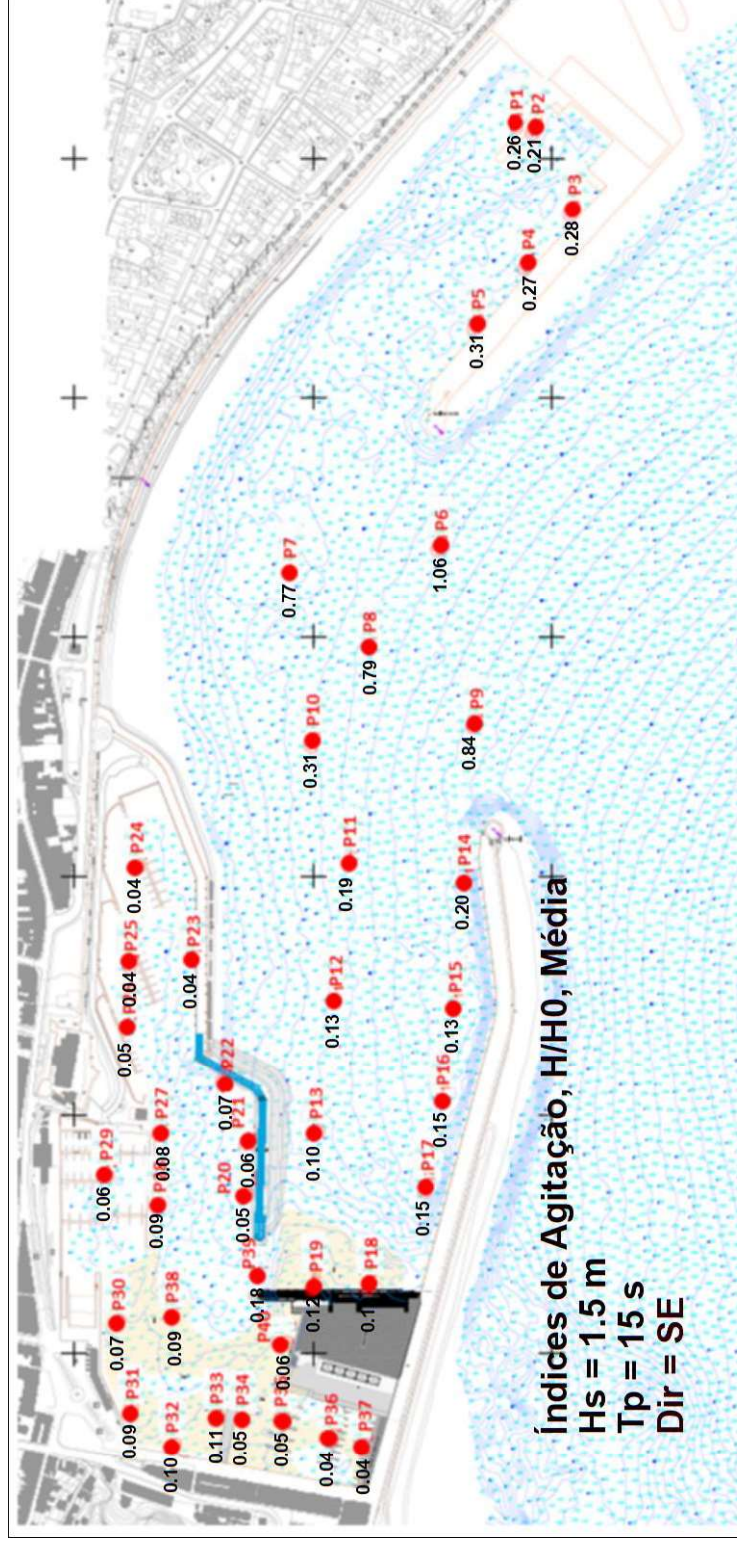 Índices de Agitação, H/H0, Média
Hs = 1.5 m
Tp = 15 s
Dir = SE
0.26 P1
0.21 P2
0.28 P3
0.27 P4
0.31 P5
1.06 P6
0.77 P7
0.79 P8
0.84 P9
0.31 P10
0.19 P11
0.13 P12
0.10 P13
0.20 P14
0.13 P15
0.15 P16
0.15 P17
P18
0.12 P19
0.05 P20
0.06 P21
0.07 P22
0.04 P23
0.04 P24
0.04 P25
0.05
0.08 P27
0.09
0.06 P29
0.07 P30
0.09 P31
0.10 P32
0.11 P33
0.05 P34
0.05
0.04 P36
0.04 P37
0.09 P38
0.18 P39
0.06 P40